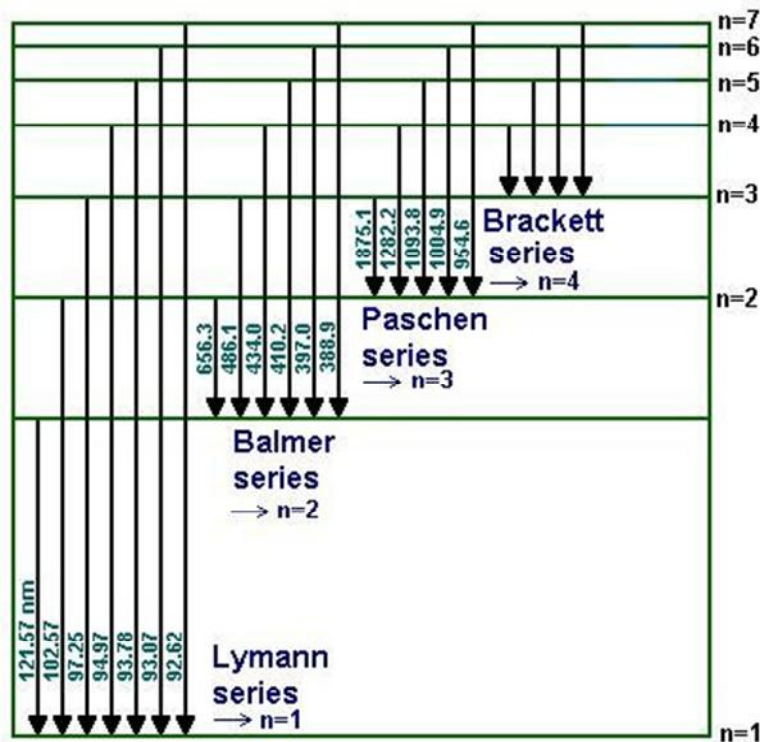 n=7
n=6
n=5
n=4
n=3
n=2
1875.1
1282.2
1093.8
1004.9
954.6
Brackett
series
→ n=4
656.3
486.1
434.0
410.2
397.0
388.9
Paschen
series
→ n=3
Balmer
series
→ n=2
121.57 nm
102.57
97.25
94.97
93.78
93.07
92.62
Lymann
series
→ n=1
n=1